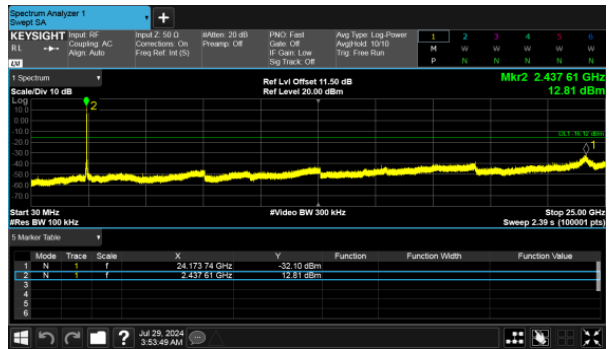 Spectrum Analyzer 1
Swept SA
+
KEYSIGHT Input: RF Input Z: 50 Ω #Atten: 20 dB PNO: Fast Avg Type: Log-Power 1 2 3 4 5 6
RL Coupling: AC Corrections: On Preamp: Off Gate: Off Avg|Hold: 10/10 M W W W W W
Align: Auto Freq Ref: Int (S) IF Gain: Low Trig: Free Run
Sig Track: Off P N N N N N
LXI
1 Spectrum Ref Lvl Offset 11.50 dB Mkr2 2.437 61 GHz
Scale/Div 10 dB Ref Level 20.00 dBm 12.81 dBm
Log
10.0
0.00
-10.0
-20.0
-30.0
-40.0
-50.0
-60.0
-70.0
2
DL1 -16.12 dBm
1
Start 30 MHz #Video BW 300 kHz Stop 25.00 GHz
#Res BW 100 kHz Sweep 2.39 s (100001 pts)
5 Marker Table
Mode Trace Scale X Y Function Function Width Function Value
1 N 1 f 24.173 74 GHz -32.10 dBm
2 N 1 f 2.437 61 GHz 12.81 dBm
3
4
5
6
? Jul 29, 2024
3:53:49 AM